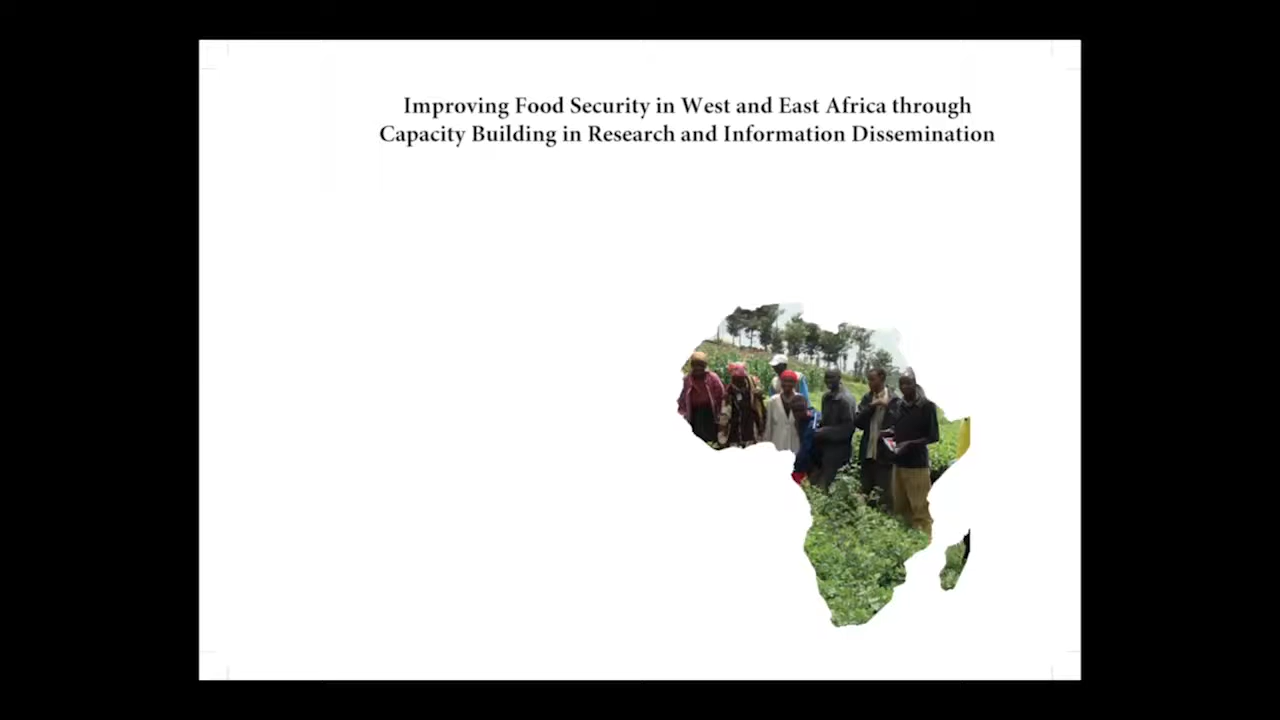 Improving Food Security in West and East Africa through
Capacity Building in Research and Information Dissemination